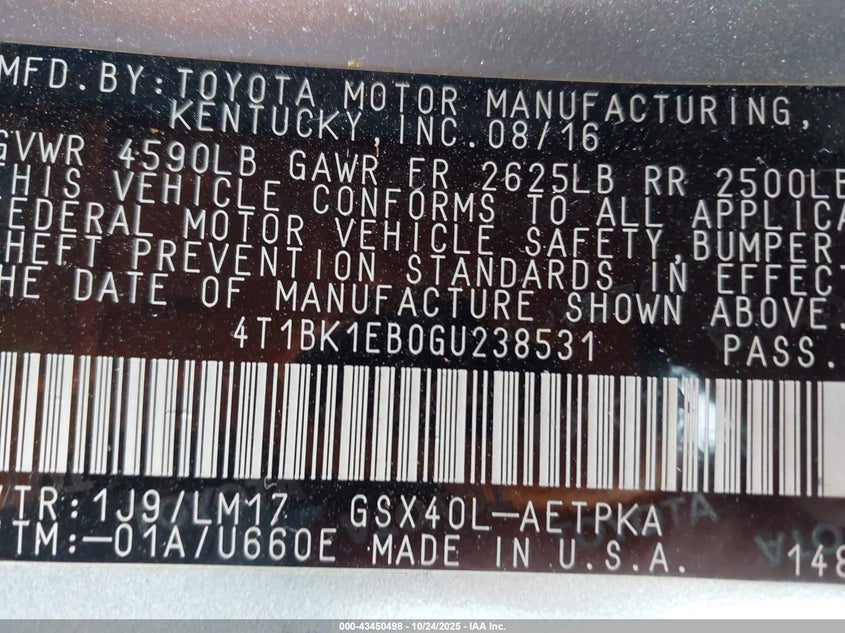 MFD.BY:TOYOTA MOTOR MANUFACTURING,
KENTUCKY, INC.08/16
GVWR 4590LB GAWR FR 2625LB RR 2500LB
THIS VEHICLE CONFORMS TO ALL APPLICA
FEDERAL MOTOR VEHICLE SAFETY,BUMPER
THEFT PREVENTION STANDARDS IN EFFECT
THE DATE OF MANUFACTURE SHOWN ABOVE.
4T1BK1EB0GU238531 PASS.
/TR:1J9/LM17 GSX40L-AETPKA
TM:-01A/U660E MADE IN U.S.A. 148
000-43450498 - 10/24/2025 - IAA Inc.